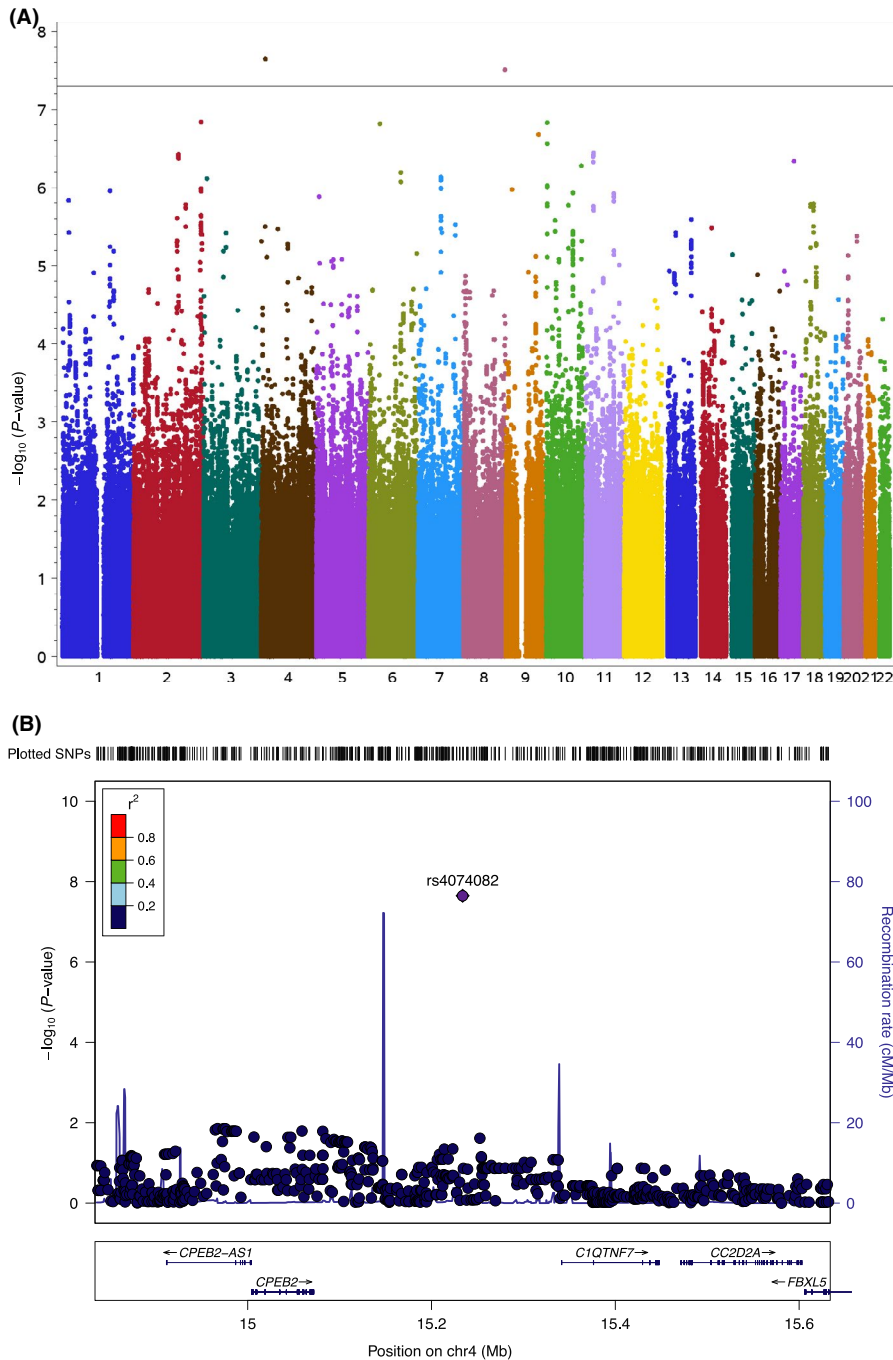 (A)
8
7
6
5
4
3
2
1
0
−log10 (P−value)
1 2 3 4 5 6 7 8 9 10 11 12 13 14 15 16 17 18 19 20 21 22
(B)
Plotted SNPs
10
8
6
4
2
0
−log10 (P−value)
r2
0.8
0.6
0.4
0.2
rs4074082
100
80
60
40
20
0
Recombination rate (cM/Mb)
←CPEB2−AS1
C1QTNF7→
CC2D2A→
CPEB2→
←FBXL5
15 15.2 15.4 15.6
Position on chr4 (Mb)